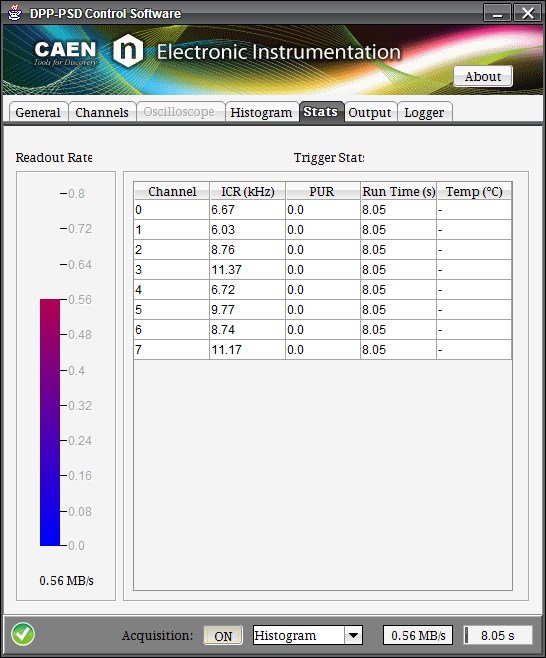 DPP-PSD Control Software
CAEN n Electronic Instrumentation
Tools for Discovery
About
General Channels Oscilloscope Histogram Stats Output Logger
Readout Rate Trigger Stats
Channel ICR (kHz) PUR Run Time (s) Temp (°C)
0 6.67 0.0 8.05 -
1 6.03 0.0 8.05 -
2 8.76 0.0 8.05 -
3 11.37 0.0 8.05 -
4 6.72 0.0 8.05 -
5 9.77 0.0 8.05 -
6 8.74 0.0 8.05 -
7 11.17 0.0 8.05 -
0.8
0.72
0.64
0.56
0.48
0.4
0.32
0.24
0.16
0.08
0.0
0.56 MB/s
Acquisition: ON Histogram 0.56 MB/s 8.05 s